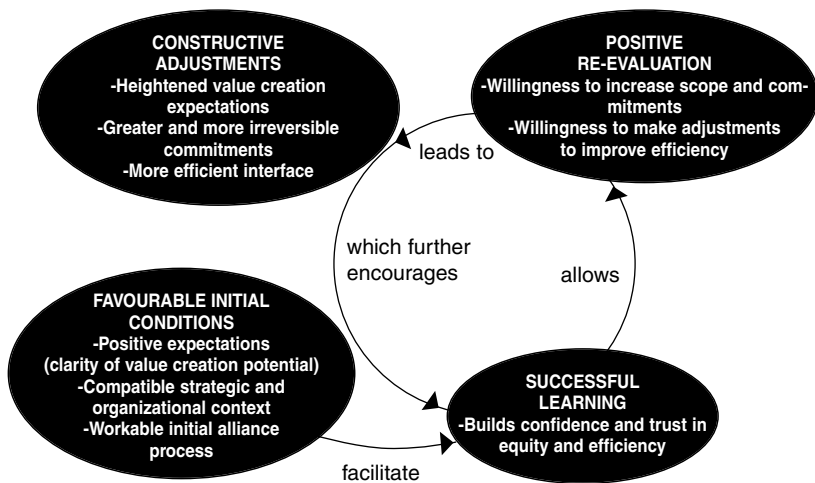 CONSTRUCTIVE
ADJUSTMENTS
-Heightened value creation
expectations
-Greater and more irreversible
commitments
-More efficient interface
POSITIVE
RE-EVALUATION
-Willingness to increase scope and com-
mitments
-Willingness to make adjustments
to improve efficiency
leads to
which further
encourages
allows
FAVOURABLE INITIAL
CONDITIONS
-Positive expectations
(clarity of value creation potential)
-Compatible strategic and
organizational context
-Workable initial alliance
process
SUCCESSFUL
LEARNING
-Builds confidence and trust in
equity and efficiency
facilitate